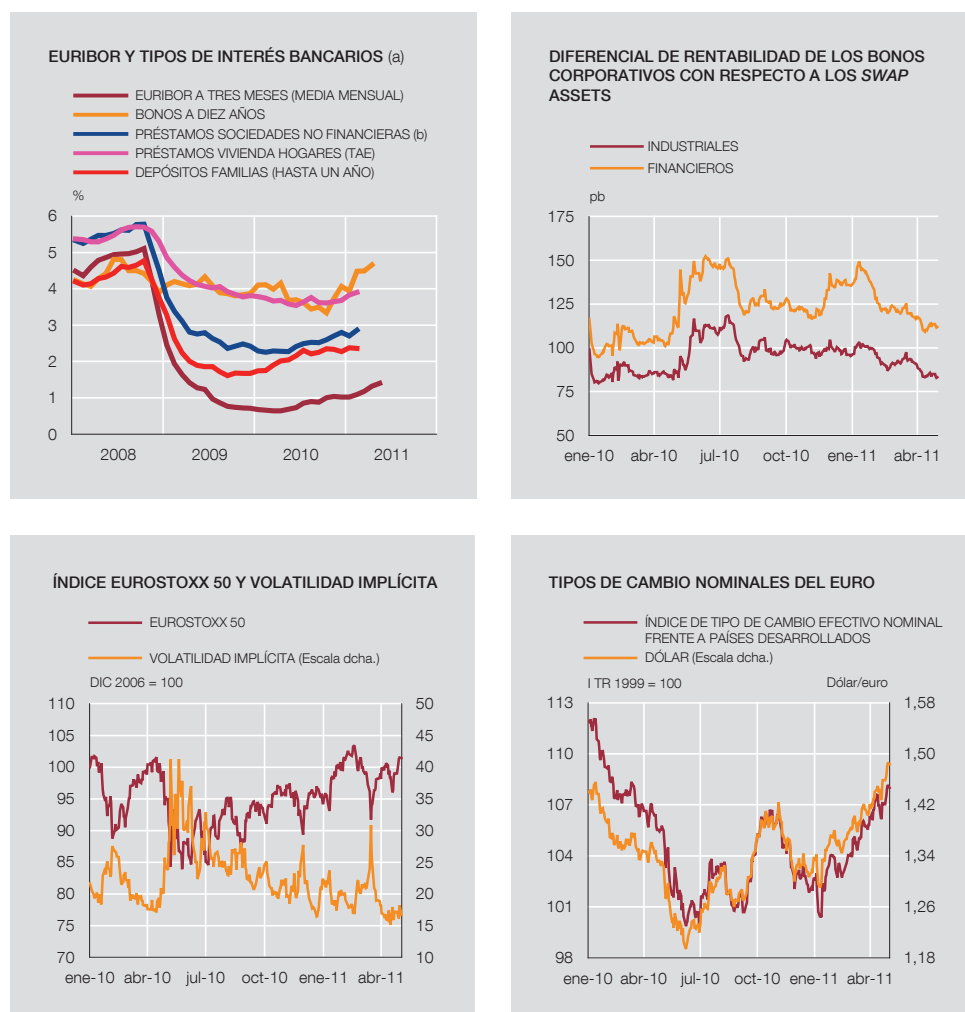 EURIBOR Y TIPOS DE INTERÉS BANCARIOS (a)
EURIBOR A TRES MESES (MEDIA MENSUAL)
BONOS A DIEZ AÑOS
PRÉSTAMOS SOCIEDADES NO FINANCIERAS (b)
PRÉSTAMOS VIVIENDA HOGARES (TAE)
DEPÓSITOS FAMILIAS (HASTA UN AÑO)
%
6
5
4
3
2
1
0
2008 2009 2010 2011
DIFERENCIAL DE RENTABILIDAD DE LOS BONOS
CORPORATIVOS CON RESPECTO A LOS SWAP
ASSETS
INDUSTRIALES
FINANCIEROS
pb
175
150
125
100
75
50
ene-10 abr-10 jul-10 oct-10 ene-11 abr-11
ÍNDICE EUROSTOXX 50 Y VOLATILIDAD IMPLÍCITA
EUROSTOXX 50
VOLATILIDAD IMPLÍCITA (Escala dcha.)
DIC 2006 = 100
110 50
105 45
100 40
95 35
90 30
85 25
80 20
75 15
70 10
ene-10 abr-10 jul-10 oct-10 ene-11 abr-11
TIPOS DE CAMBIO NOMINALES DEL EURO
ÍNDICE DE TIPO DE CAMBIO EFECTIVO NOMINAL
FRENTE A PAÍSES DESARROLLADOS
DÓLAR (Escala dcha.)
I TR 1999 = 100 Dólar/euro
113 1,58
110 1,50
107 1,42
104 1,34
101 1,26
98 1,18
ene-10 abr-10 jul-10 oct-10 ene-11 abr-11